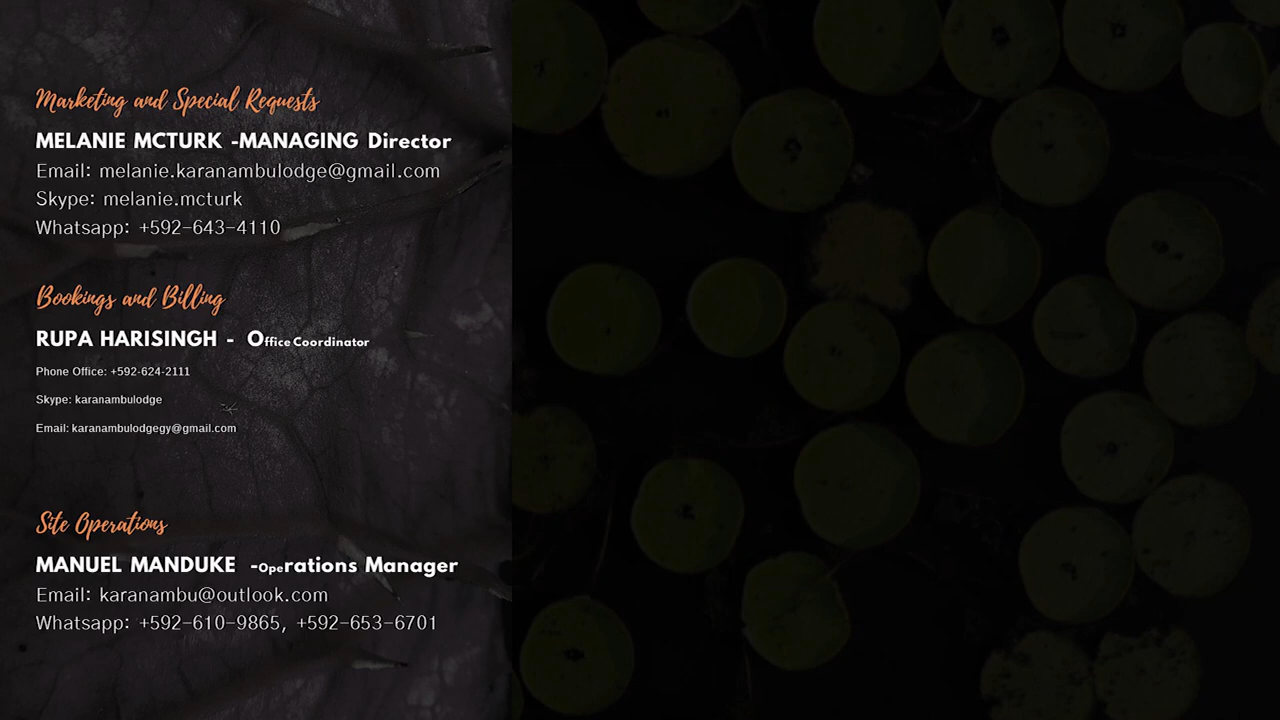 Marketing and Special Requests
MELANIE MCTURK -MANAGING Director
Email: melanie.karanambulodge@gmail.com
Skype: melanie.mcturk
Whatsapp: +592-643-4110
Bookings and Billing
RUPA HARISINGH - Office Coordinator
Phone Office: +592-624-2111
Skype: karanambulodge
Email: karanambulodgegy@gmail.com
Site Operations
MANUEL MANDUKE -Operations Manager
Email: karanambu@outlook.com
Whatsapp: +592-610-9865, +592-653-6701